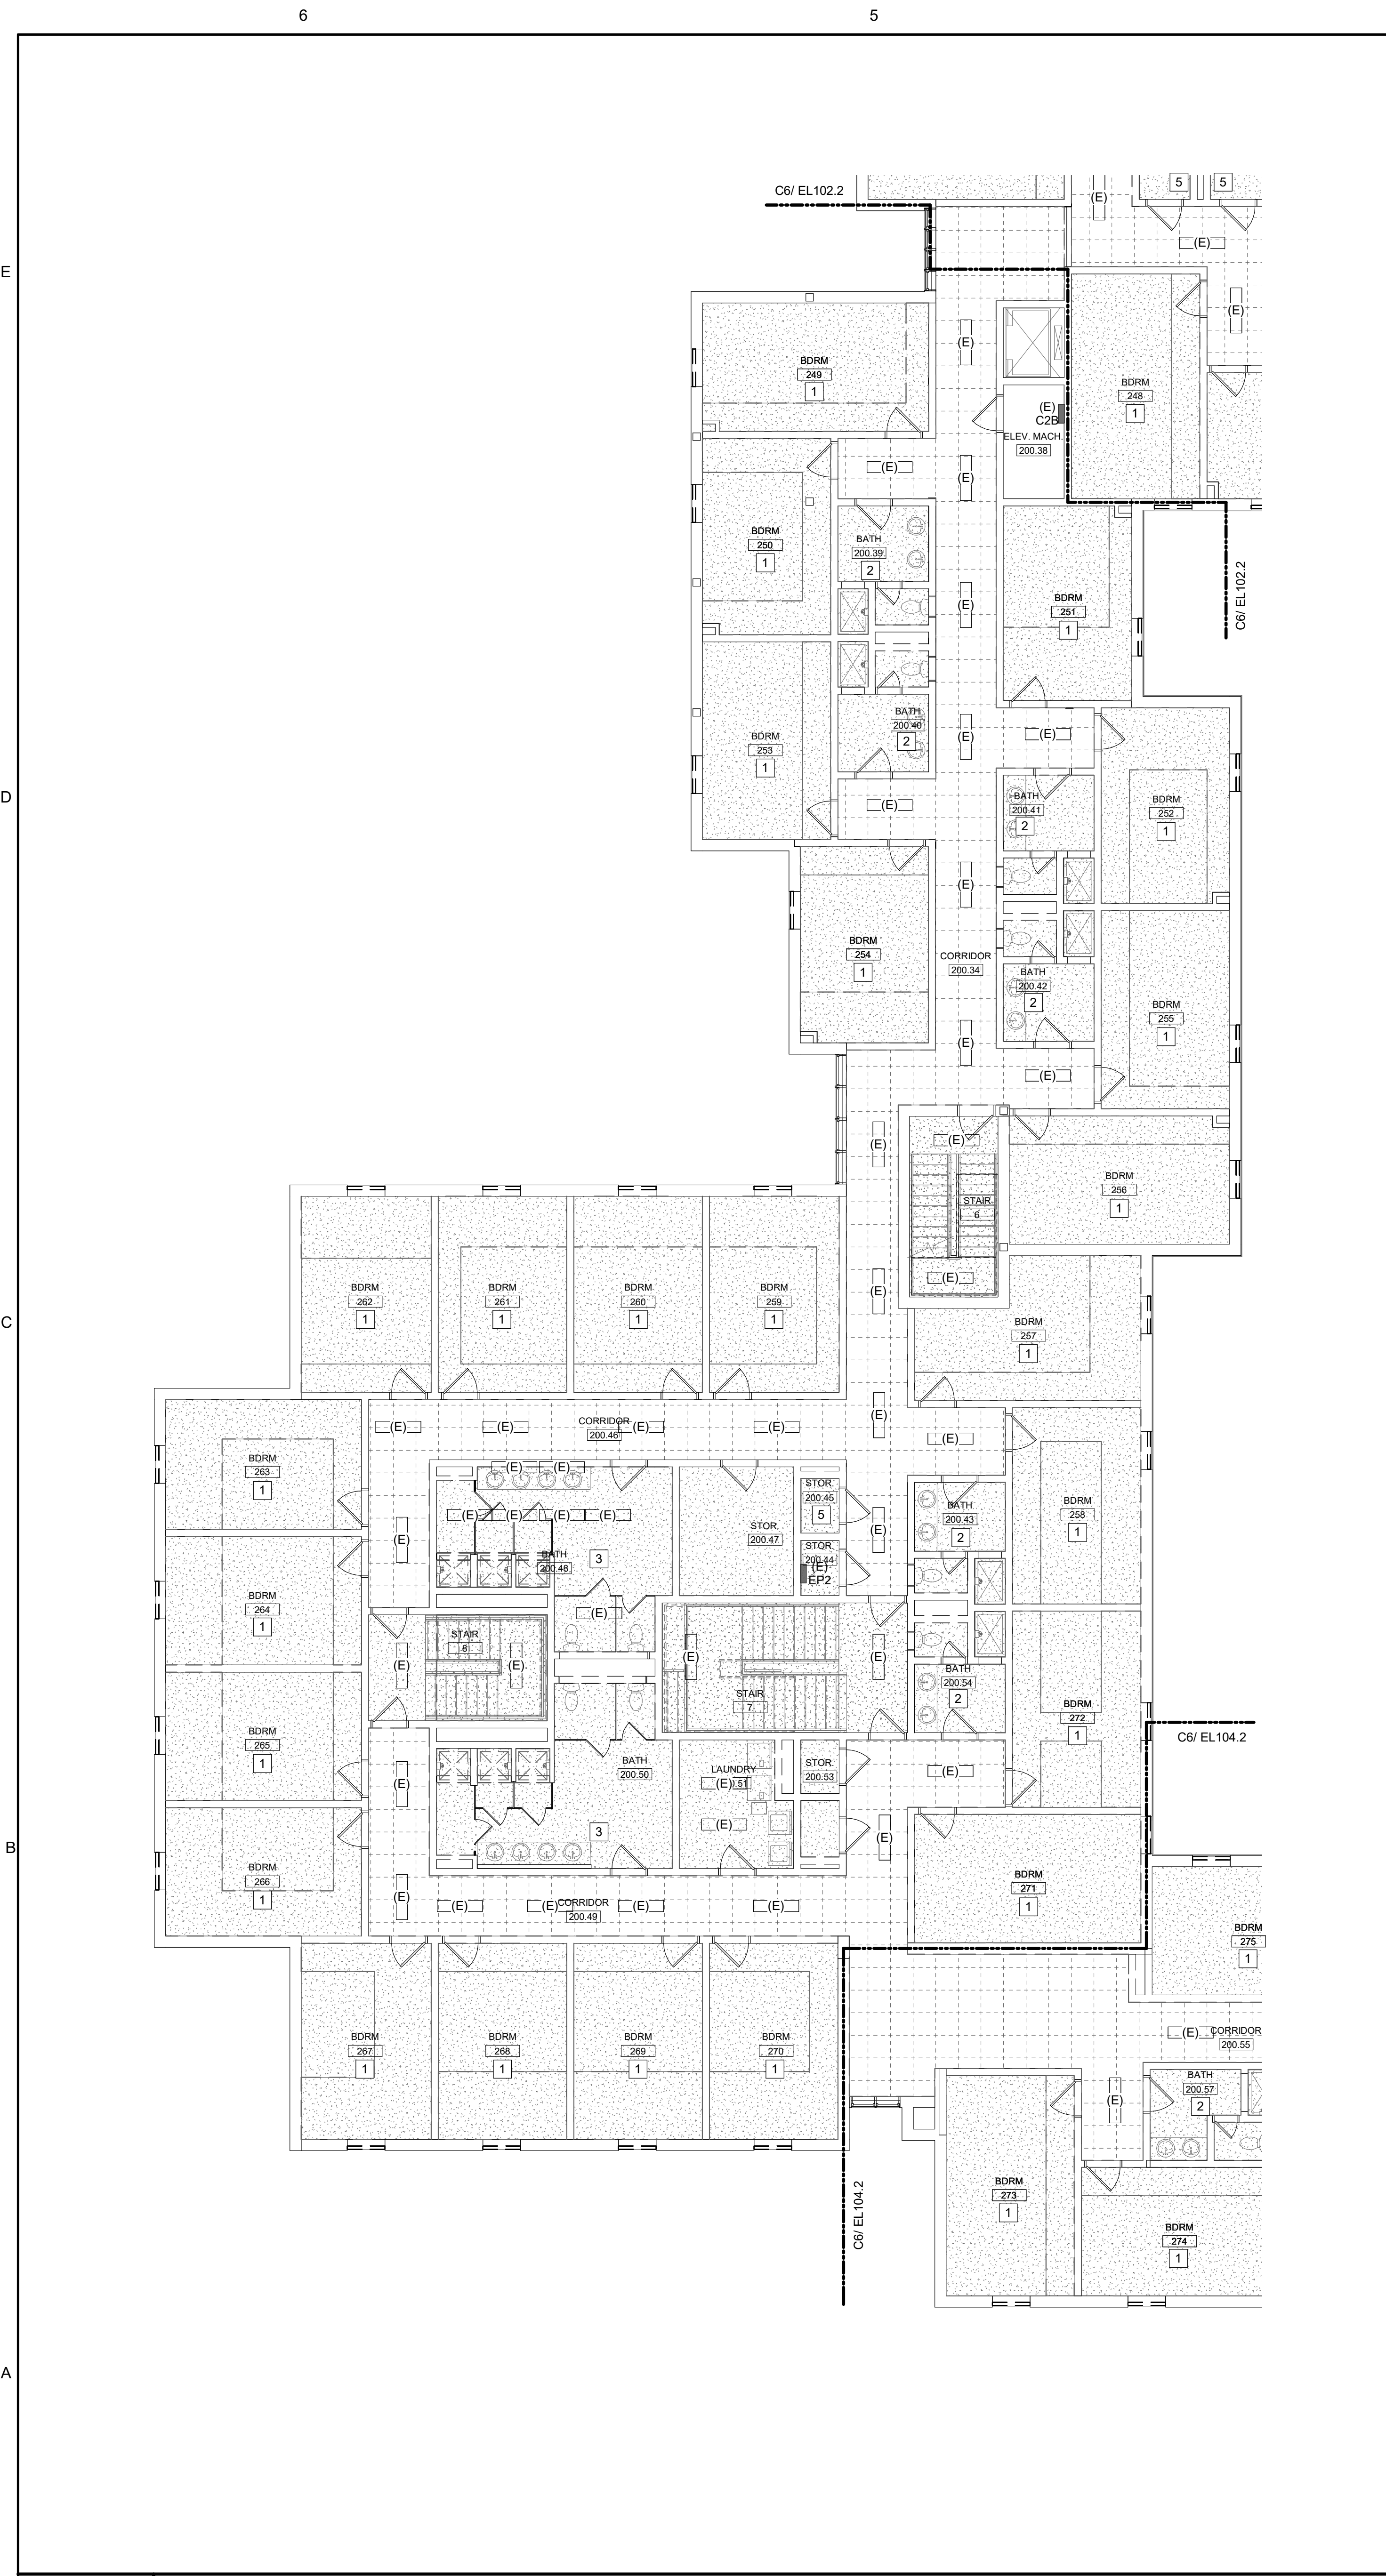 6
5
C6/ EL102.2
5
5
(E)
(E)
E
(E)
(E)
BDRM
249
1
BDRM
248
1
(E)
C2B
ELEV. MACH.
200.38
(E)
(E)
BDRM
250
1
BATH
200.39
2
C6/ EL102.2
(E)
BDRM
251
1
BATH
200.40
2
BDRM
253
1
(E)
(E)
D
(E)
BATH
200.41
2
BDRM
252
1
(E)
BDRM
254
1
CORRIDOR
200.34
BATH
200.42
2
BDRM
255
1
(E)
(E)
(E)
(E)
BDRM
256
1
STAIR
6
(E)
(E)
BDRM
262
1
BDRM
261
1
BDRM
260
1
BDRM
259
1
C
BDRM
257
1
(E)
(E)
(E)
CORRIDOR
200.46
(E)
(E)
(E)
(E)
BDRM
263
1
(E)
(E)
STOR.
200.45
5
(E)
(E)
(E)
(E)
(E)
(E)
(E)
BATH
200.43
2
BDRM
258
1
STOR.
200.47
STOR.
200.44
(E)
EP2
BATH
200.48
3
BDRM
264
1
(E)
STAIR
8
(E)
(E)
(E)
(E)
STAIR
7
BATH
200.54
2
BDRM
265
1
BDRM
272
1
C6/ EL104.2
BATH
200.50
LAUNDRY
(E)
.51
STOR.
200.53
(E)
(E)
(E)
3
(E)
B
BDRM
266
1
(E)
BDRM
271
1
(E)
(E)
CORRIDOR
200.49
(E)
(E)
BDRM
275
1
BDRM
267
1
BDRM
268
1
BDRM
269
1
BDRM
270
1
(E)
CORRIDOR
200.55
(E)
BATH
200.57
2
BDRM
273
1
C6/ EL104.2
BDRM
274
1
A